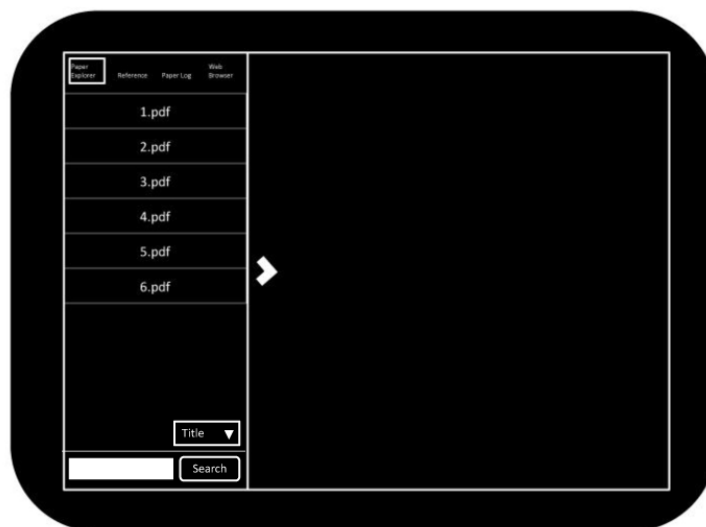 Paper Explorer
Reference
Paper Log
Web Browser
1.pdf
2.pdf
3.pdf
4.pdf
5.pdf
6.pdf
Title
Search